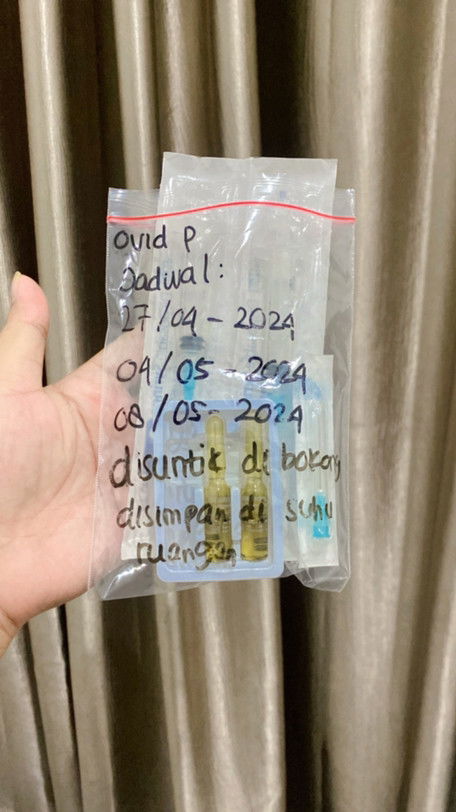 Ovid P
Jadwal:
27/04-2024
04/05-2024
08/05-2024
disuntik di bokong
disimpan di suhu
ruangan